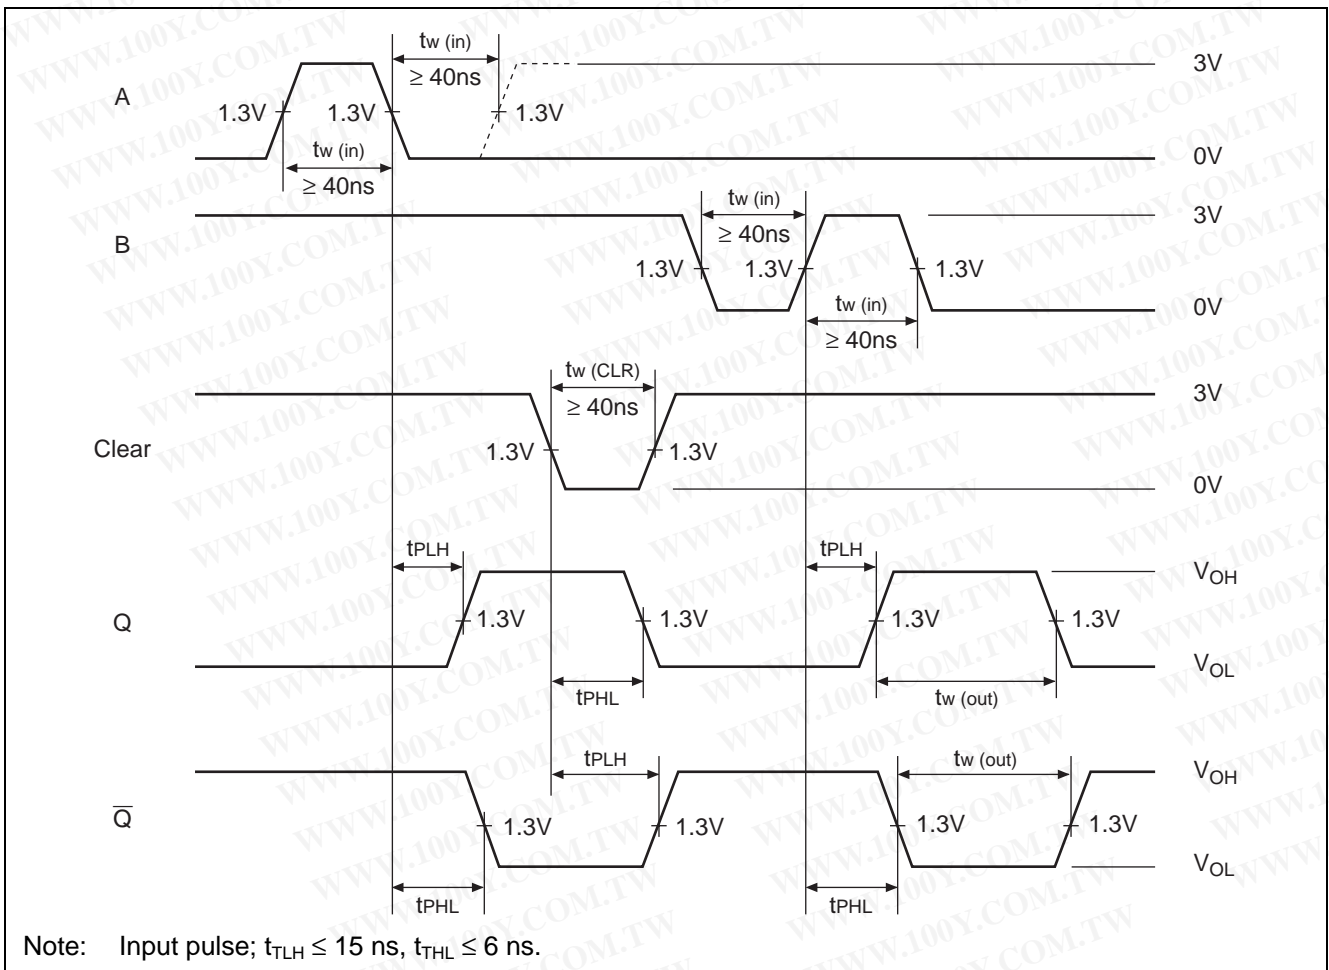 tw (in)
≥ 40ns
3V
A
1.3V
1.3V
1.3V
tw (in)
≥ 40ns
0V
tw (in)
≥ 40ns
3V
B
1.3V
1.3V
1.3V
tw (in)
≥ 40ns
0V
tw (CLR)
≥ 40ns
3V
Clear
1.3V
1.3V
0V
tPLH
tPLH
VOH
Q
1.3V
1.3V
1.3V
1.3V
VOL
tPHL
tw (out)
tPLH
tw (out)
VOH
Q̅
1.3V
1.3V
1.3V
1.3V
VOL
tPHL
tPHL
Note: Input pulse; tTLH ≤ 15 ns, tTHL ≤ 6 ns.
WWW.100Y.COM.TW